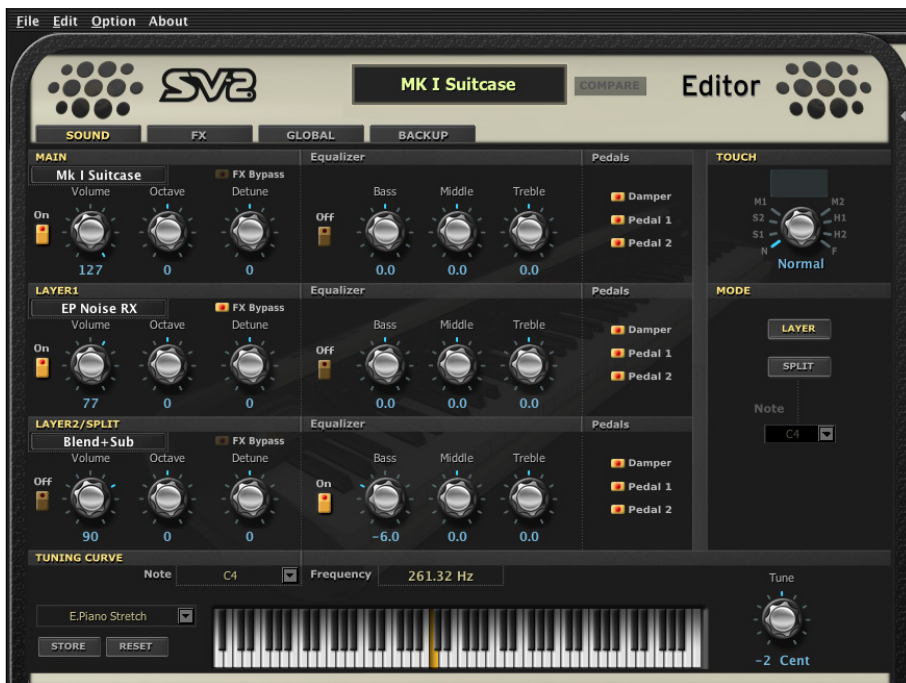 File Edit Option About
SV2 MK I Suitcase COMPARE Editor
SOUND FX GLOBAL BACKUP
MAIN Equalizer Pedals TOUCH
Mk I Suitcase FX Bypass
Volume Octave Detune Bass Middle Treble
On Off
Damper
Pedal 1
Pedal 2
127 0 0 0.0 0.0 0.0
M1 M2
S2 H1
S1 H2
N F
Normal
LAYER1 Equalizer Pedals MODE
EP Noise RX FX Bypass
Volume Octave Detune Bass Middle Treble
On Off
Damper
Pedal 1
Pedal 2
77 0 0 0.0 0.0 0.0
LAYER
SPLIT
Note
C4
LAYER2/SPLIT Equalizer Pedals
Blend+Sub FX Bypass
Volume Octave Detune Bass Middle Treble
Off On
Damper
Pedal 1
Pedal 2
90 0 0 -6.0 0.0 0.0
TUNING CURVE
Note C4 Frequency 261.32 Hz
E.Piano Stretch
STORE RESET
Tune
-2 Cent